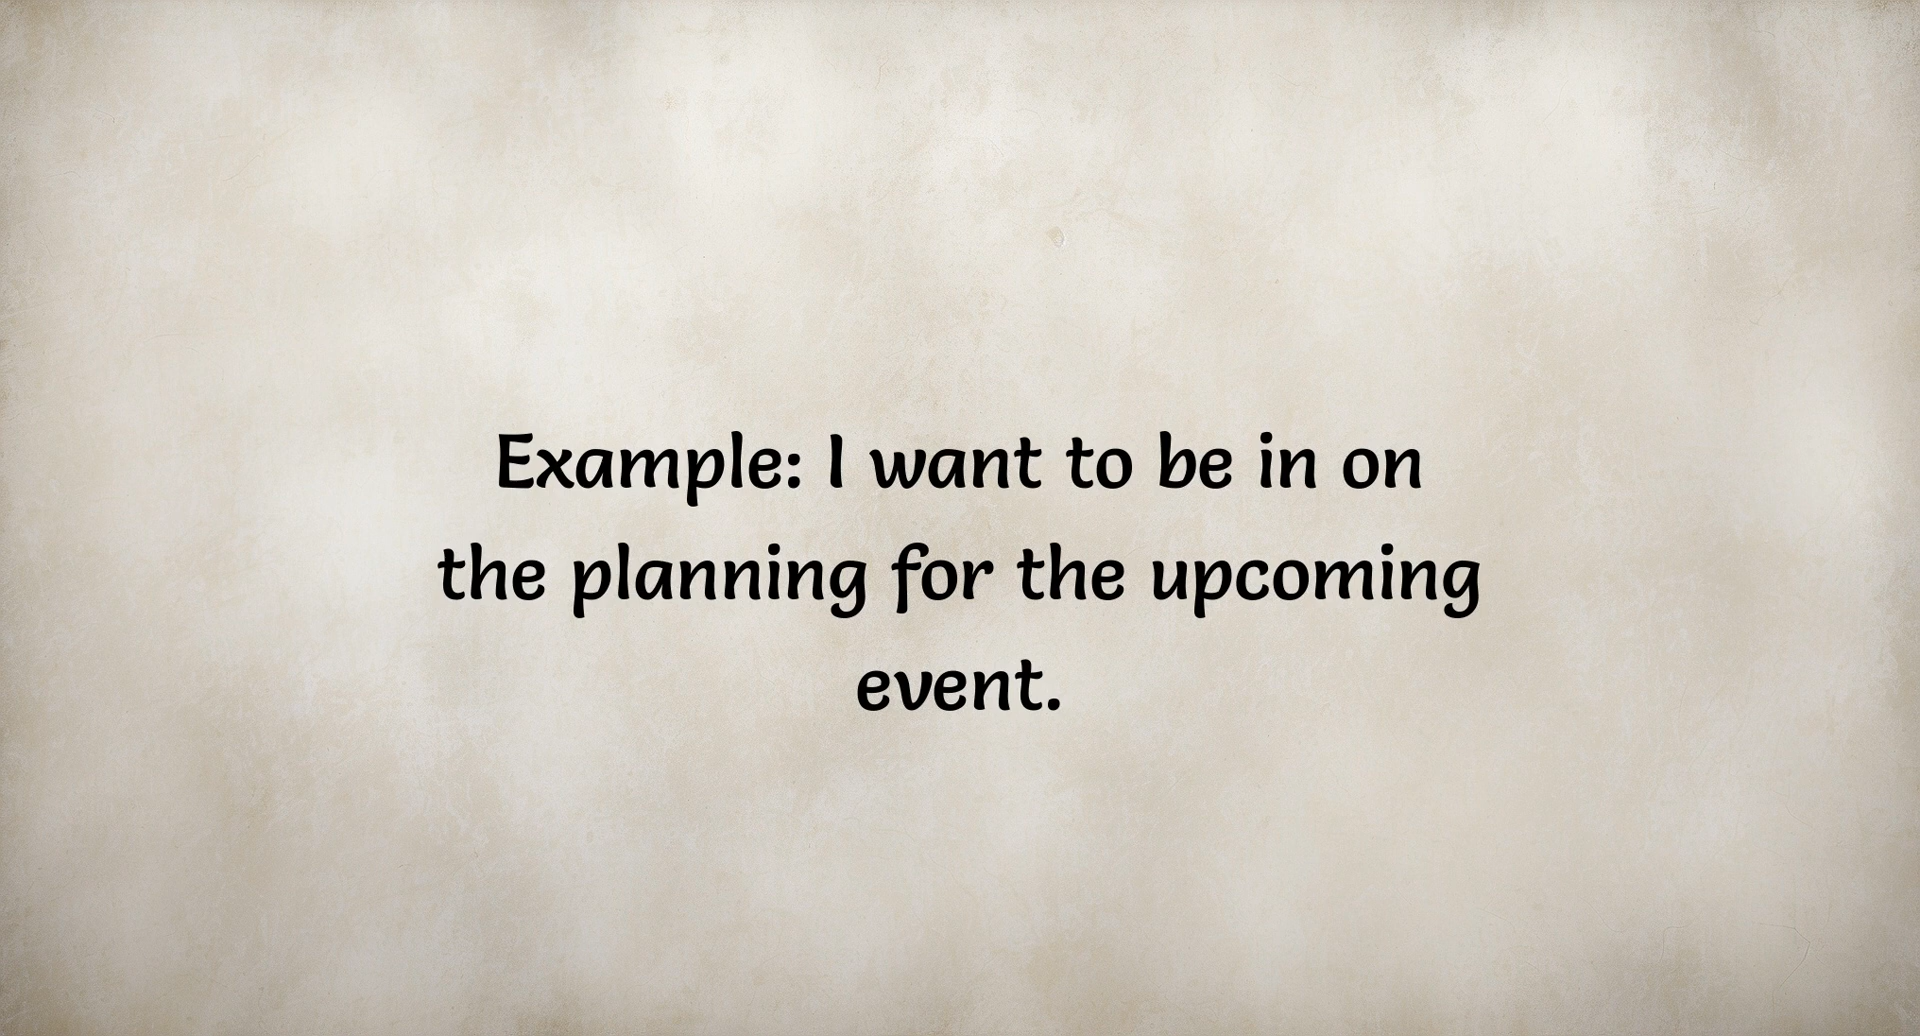 Example: I want to be in on
the planning for the upcoming
event.